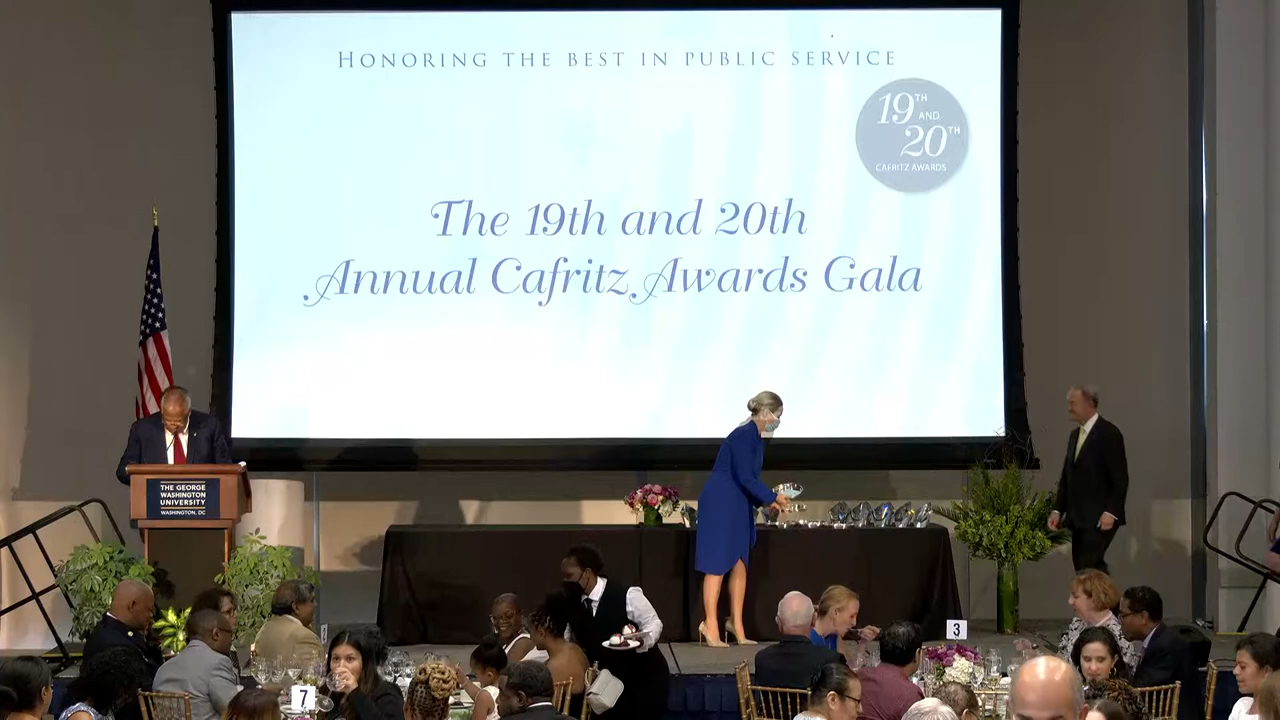 HONORING THE BEST IN PUBLIC SERVICE
19TH AND
20TH
CAFRITZ AWARDS
The 19th and 20th
Annual Cafritz Awards Gala
THE GEORGE
WASHINGTON
UNIVERSITY
WASHINGTON, DC
3
7